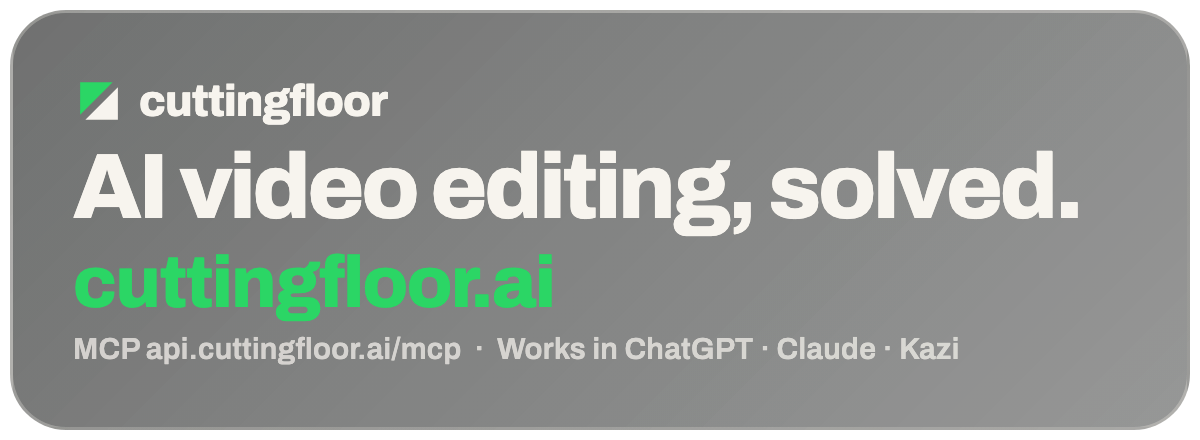 cuttingfloor
AI video editing, solved.
cuttingfloor.ai
MCP api.cuttingfloor.ai/mcp · Works in ChatGPT · Claude · Kazi